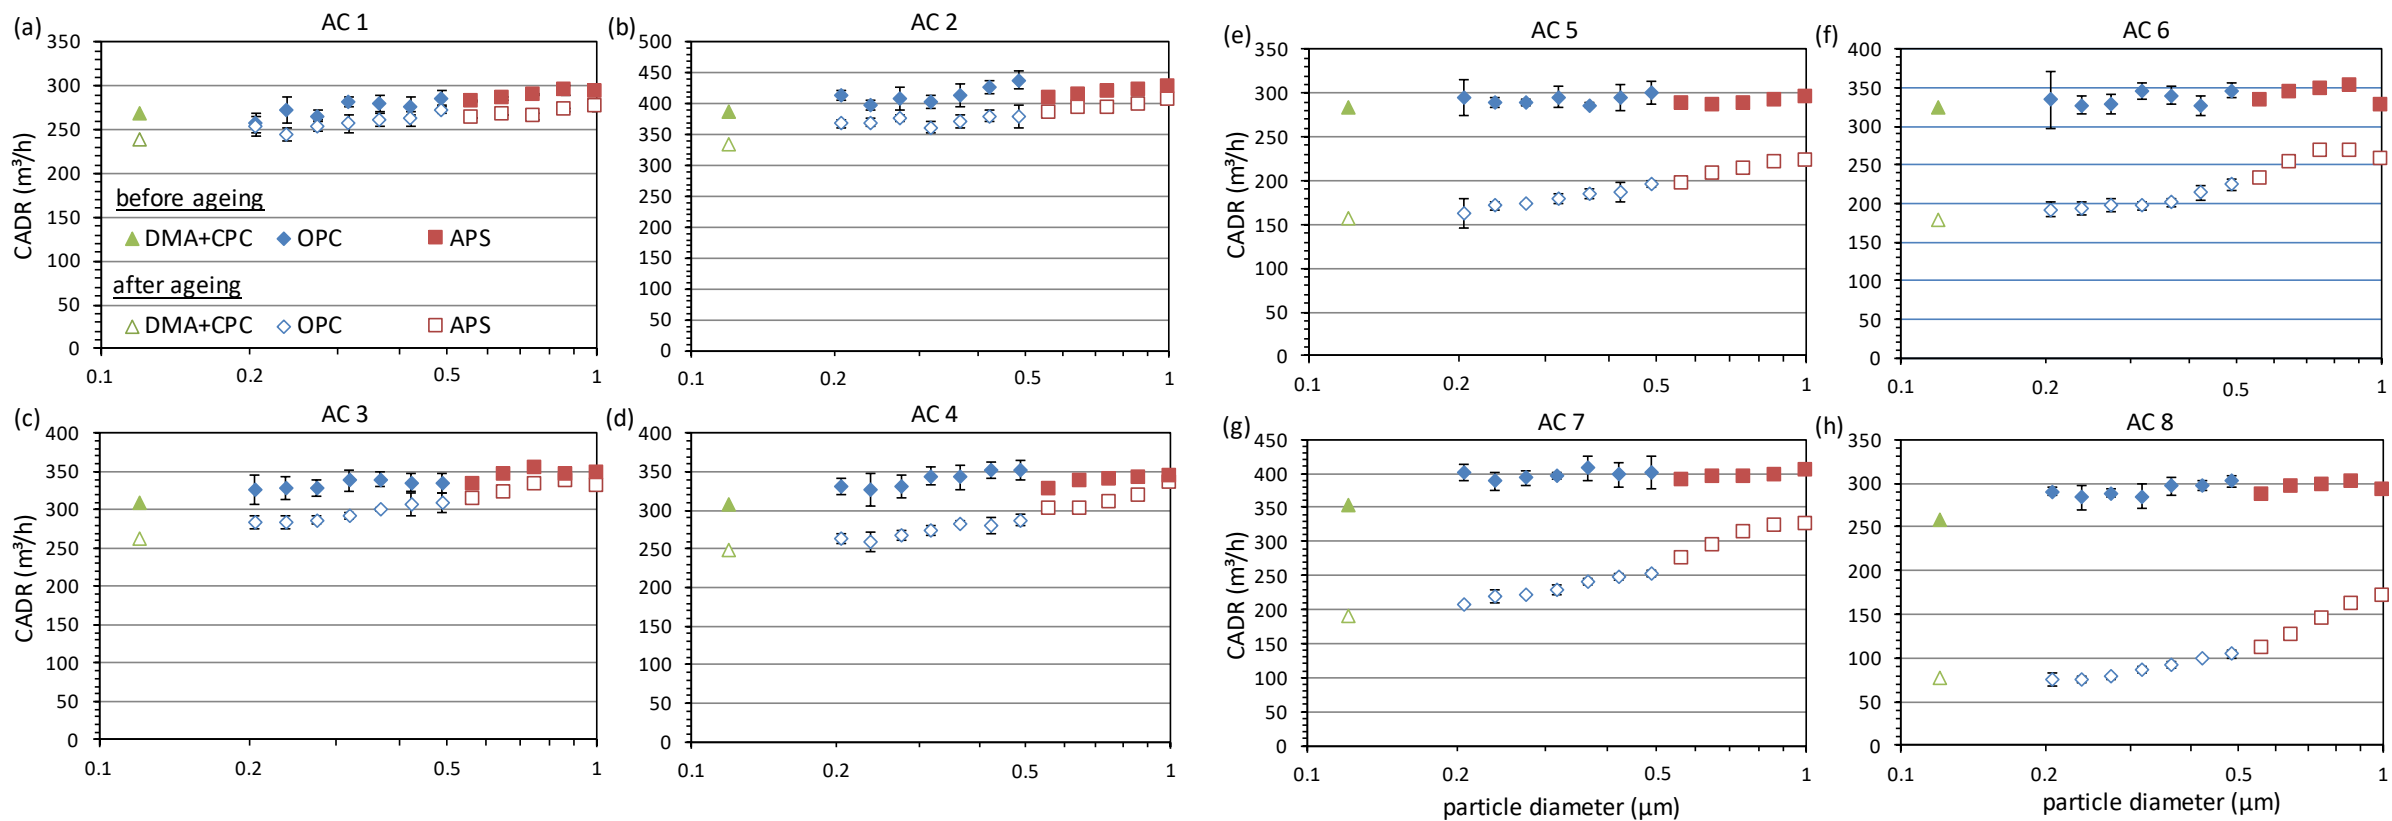 (a) AC 1
350
300
250
200
150
100
50
0
CADR (m³/h)
before ageing
DMA+CPC OPC APS
after ageing
DMA+CPC OPC APS
0.1 0.2 0.5 1
(b) AC 2
500
450
400
350
300
250
200
150
100
50
0
0.1 0.2 0.5 1
(c) AC 3
400
350
300
250
200
150
100
50
0
CADR (m³/h)
0.1 0.2 0.5 1
(d) AC 4
400
350
300
250
200
150
100
50
0
0.1 0.2 0.5 1
(e) AC 5
350
300
250
200
150
100
50
0
CADR (m³/h)
0.1 0.2 0.5 1
(f) AC 6
400
350
300
250
200
150
100
50
0
0.1 0.2 0.5 1
(g) AC 7
450
400
350
300
250
200
150
100
50
0
CADR (m³/h)
0.1 0.2 0.5 1
particle diameter (µm)
(h) AC 8
350
300
250
200
150
100
50
0
0.1 0.2 0.5 1
particle diameter (µm)